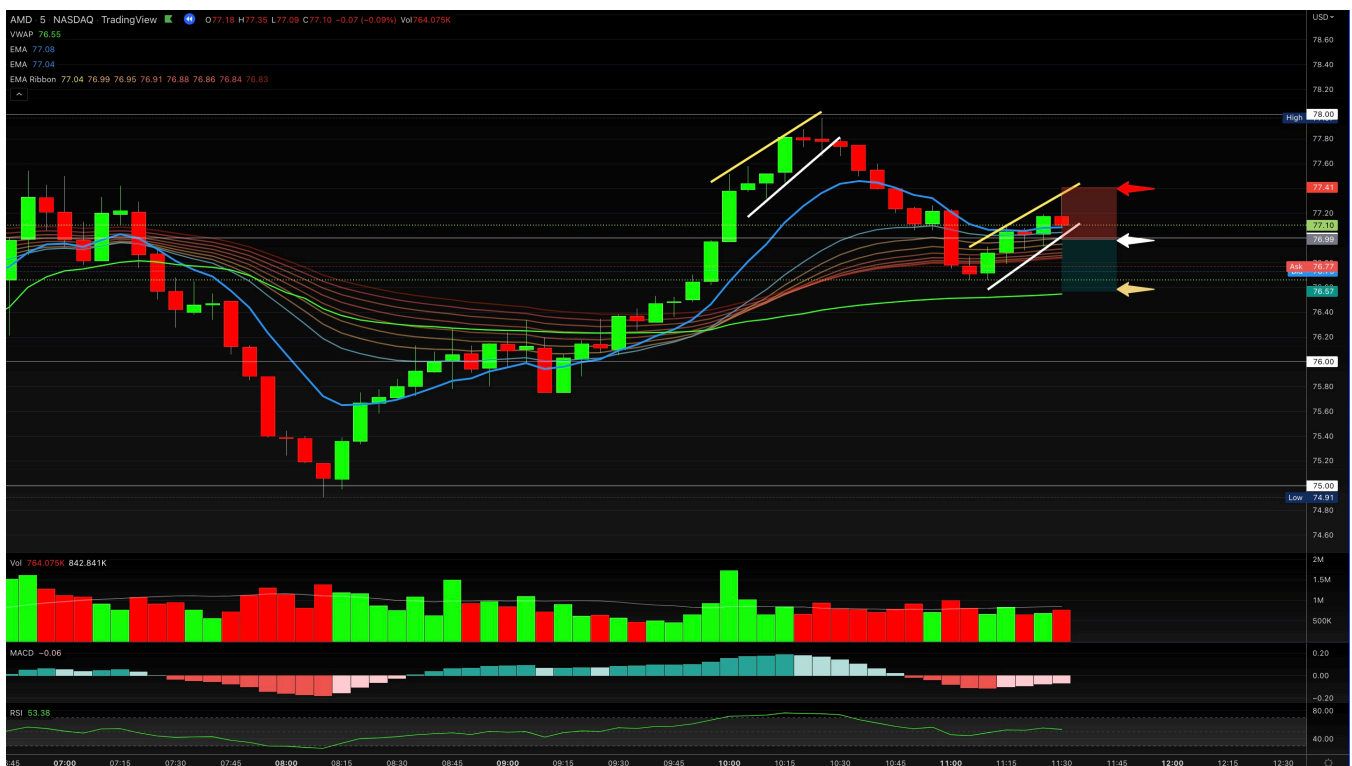 AMD · 5 · NASDAQ · TradingView O77.18 H77.35 L77.09 C77.10 −0.07 (−0.09%) Vol764.075K
USD
VWAP 76.55
EMA 77.08
EMA 77.04
EMA Ribbon 77.04 76.99 76.95 76.91 76.88 76.86 76.84 76.83
78.60
78.40
78.20
78.00
High
77.80
77.60
77.41
77.20
77.10
76.99
Ask 76.77
76.57
76.40
76.20
76.00
75.80
75.60
75.40
75.20
75.00
Low 74.91
74.80
74.60
Vol 764.075K 842.841K
2M
1.5M
1M
500K
MACD −0.06
0.20
0.00
−0.20
RSI 53.38
80.00
40.00
:45 07:00 07:15 07:30 07:45 08:00 08:15 08:30 08:45 09:00 09:15 09:30 09:45 10:00 10:15 10:30 10:45 11:00 11:15 11:30 11:45 12:00 12:15 12:30